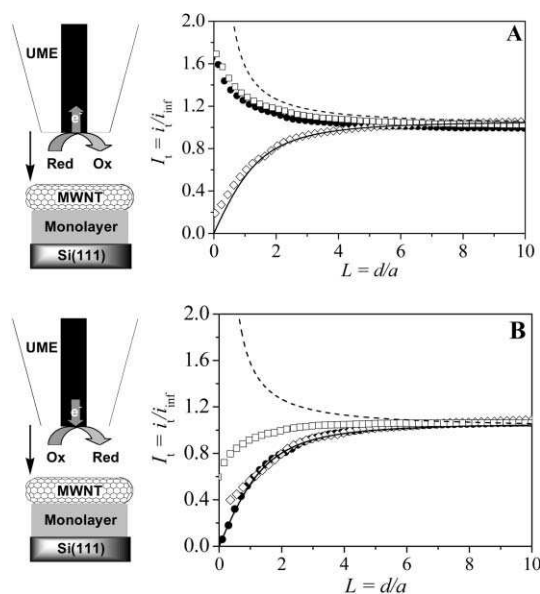 A
UME
e
Red
Ox
MWNT
Monolayer
Si(111)
I_t = i_t/i_inf
2.0
1.6
1.2
0.8
0.4
0.0
0
2
4
6
8
10
L = d/a
B
UME
e
Ox
Red
MWNT
Monolayer
Si(111)
I_t = i_t/i_inf
2.0
1.6
1.2
0.8
0.4
0.0
0
2
4
6
8
10
L = d/a